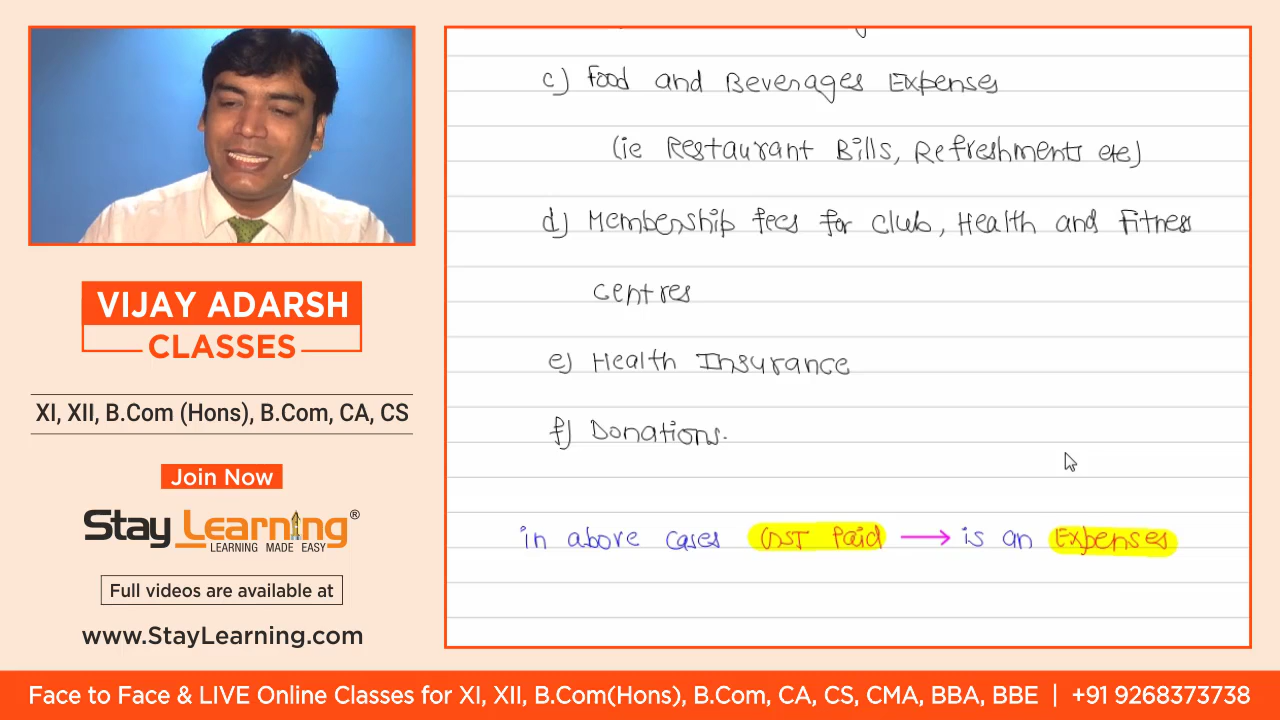 VIJAY ADARSH
CLASSES
XI, XII, B.Com (Hons), B.Com, CA, CS
Join Now
Stay Learning®
LEARNING MADE EASY
Full videos are available at
www.StayLearning.com
c) Food and Beverages Expenses
(ie Restaurant Bills, Refreshments etc)
d) Membership fees for Club, Health and Fitness
centres
e) Health Insurance
f) Donations.
in above cases GST Paid → is an Expenses
Face to Face & LIVE Online Classes for XI, XII, B.Com(Hons), B.Com, CA, CS, CMA, BBA, BBE | +91 9268373738